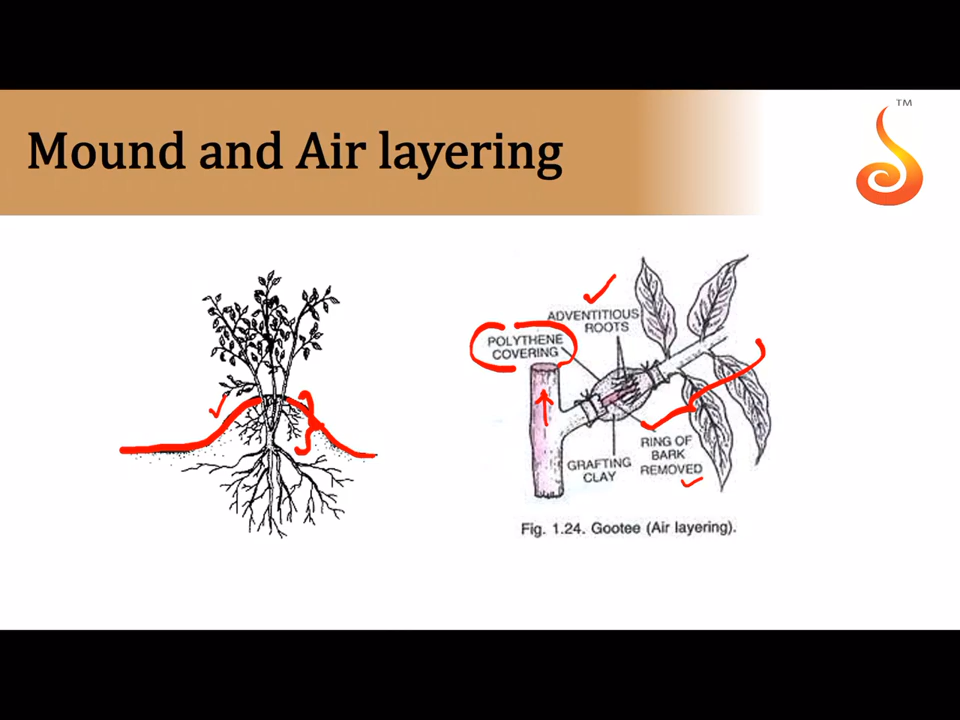 Mound and Air layering
TM
ADVENTITIOUS
ROOTS
POLYTHENE
COVERING
RING OF
BARK
REMOVED
GRAFTING
CLAY
Fig. 1.24. Gootee (Air layering).